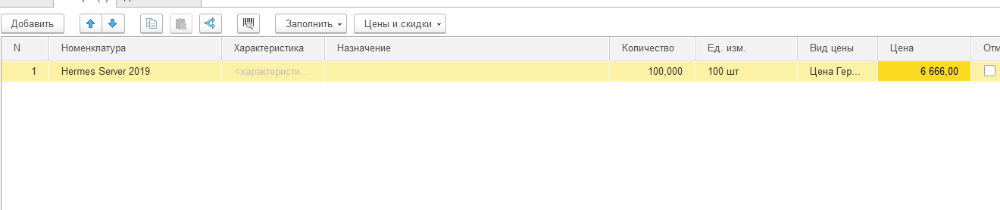 Добавить Заполнить Цены и скидки
N Номенклатура Характеристика Назначение Количество Ед. изм. Вид цены Цена Отм
1 Hermes Server 2019 <характеристи... 100,000 100 шт Цена Гер... 6 666,00